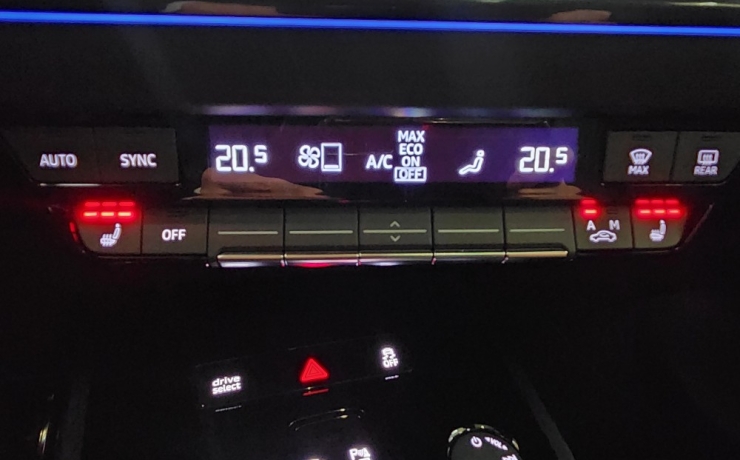 AUTO
SYNC
20.5
A/C
MAX
ECO
ON
OFF
20.5
MAX
REAR
OFF
A M
drive
select
OFF